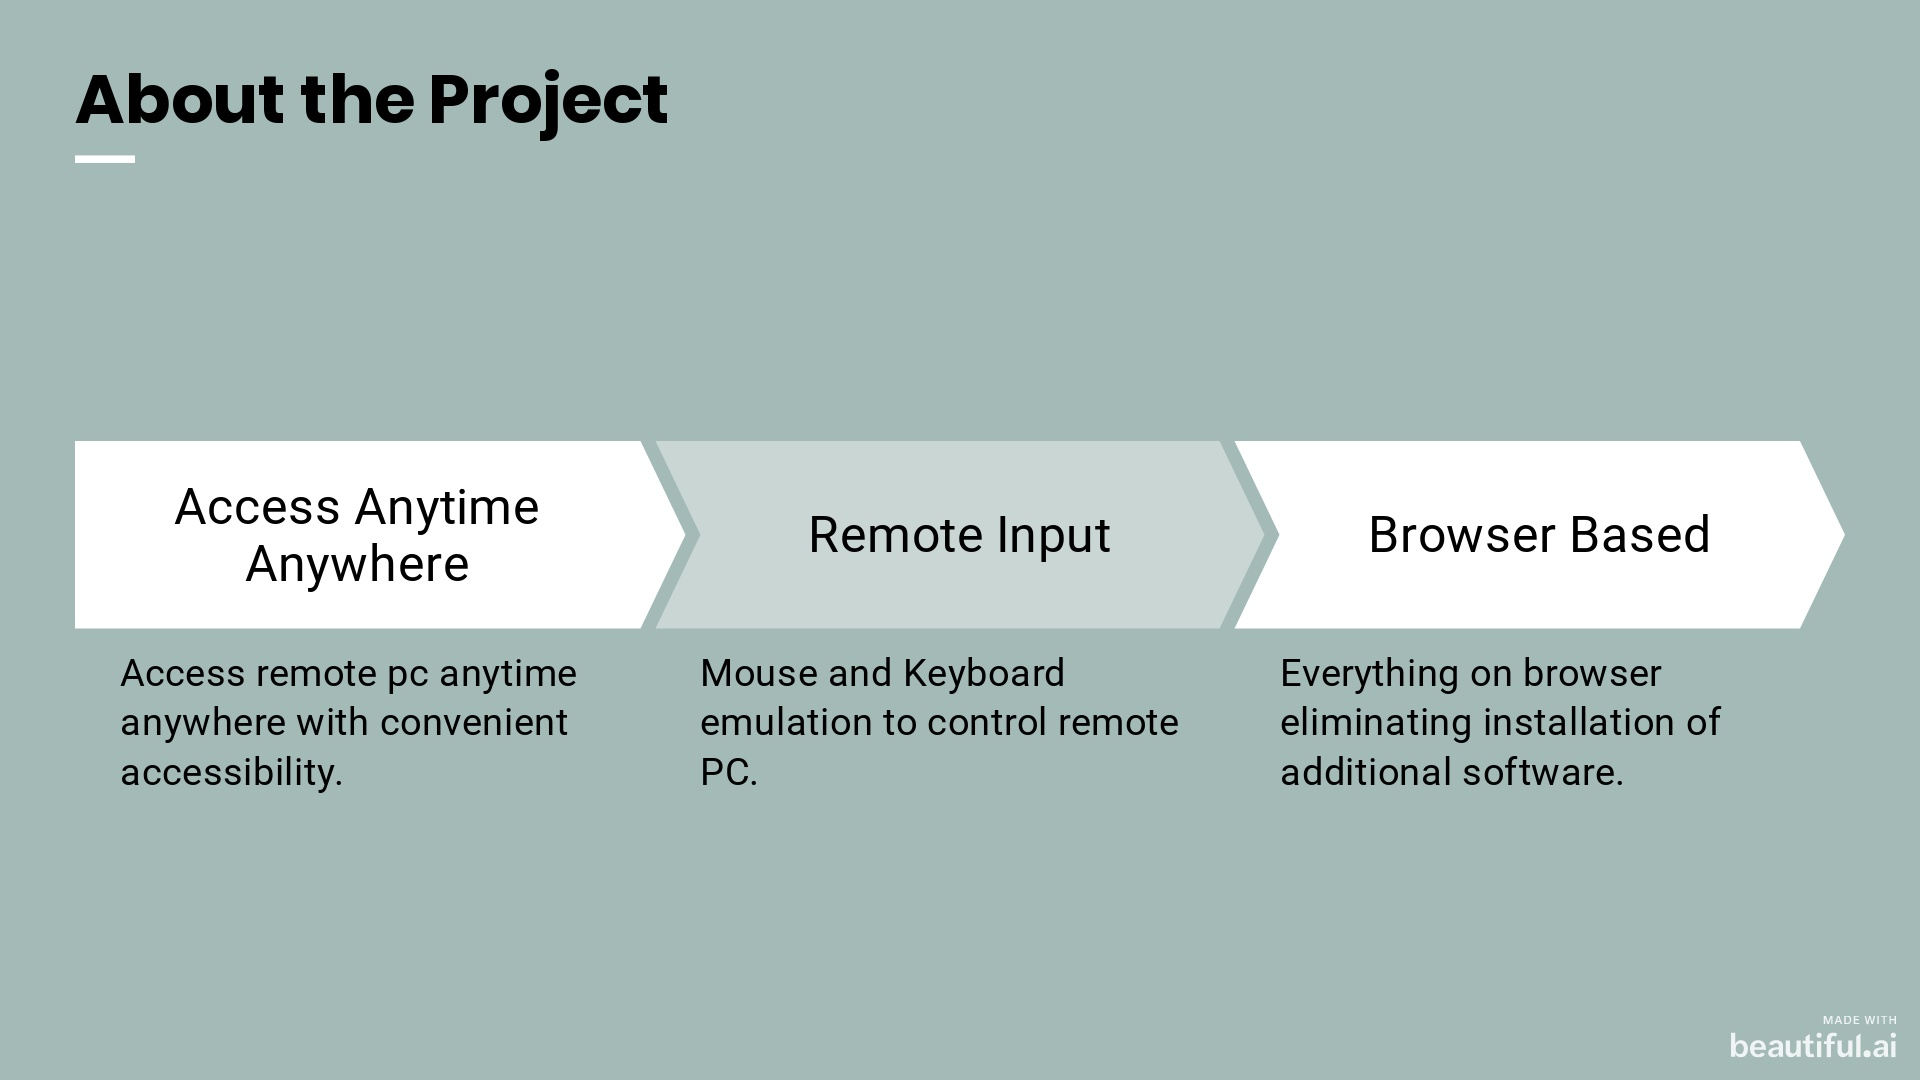 About the Project
Access Anytime
Anywhere
Remote Input
Browser Based
Access remote pc anytime
anywhere with convenient
accessibility.
Mouse and Keyboard
emulation to control remote
PC.
Everything on browser
eliminating installation of
additional software.
MADE WITH
beautiful.ai